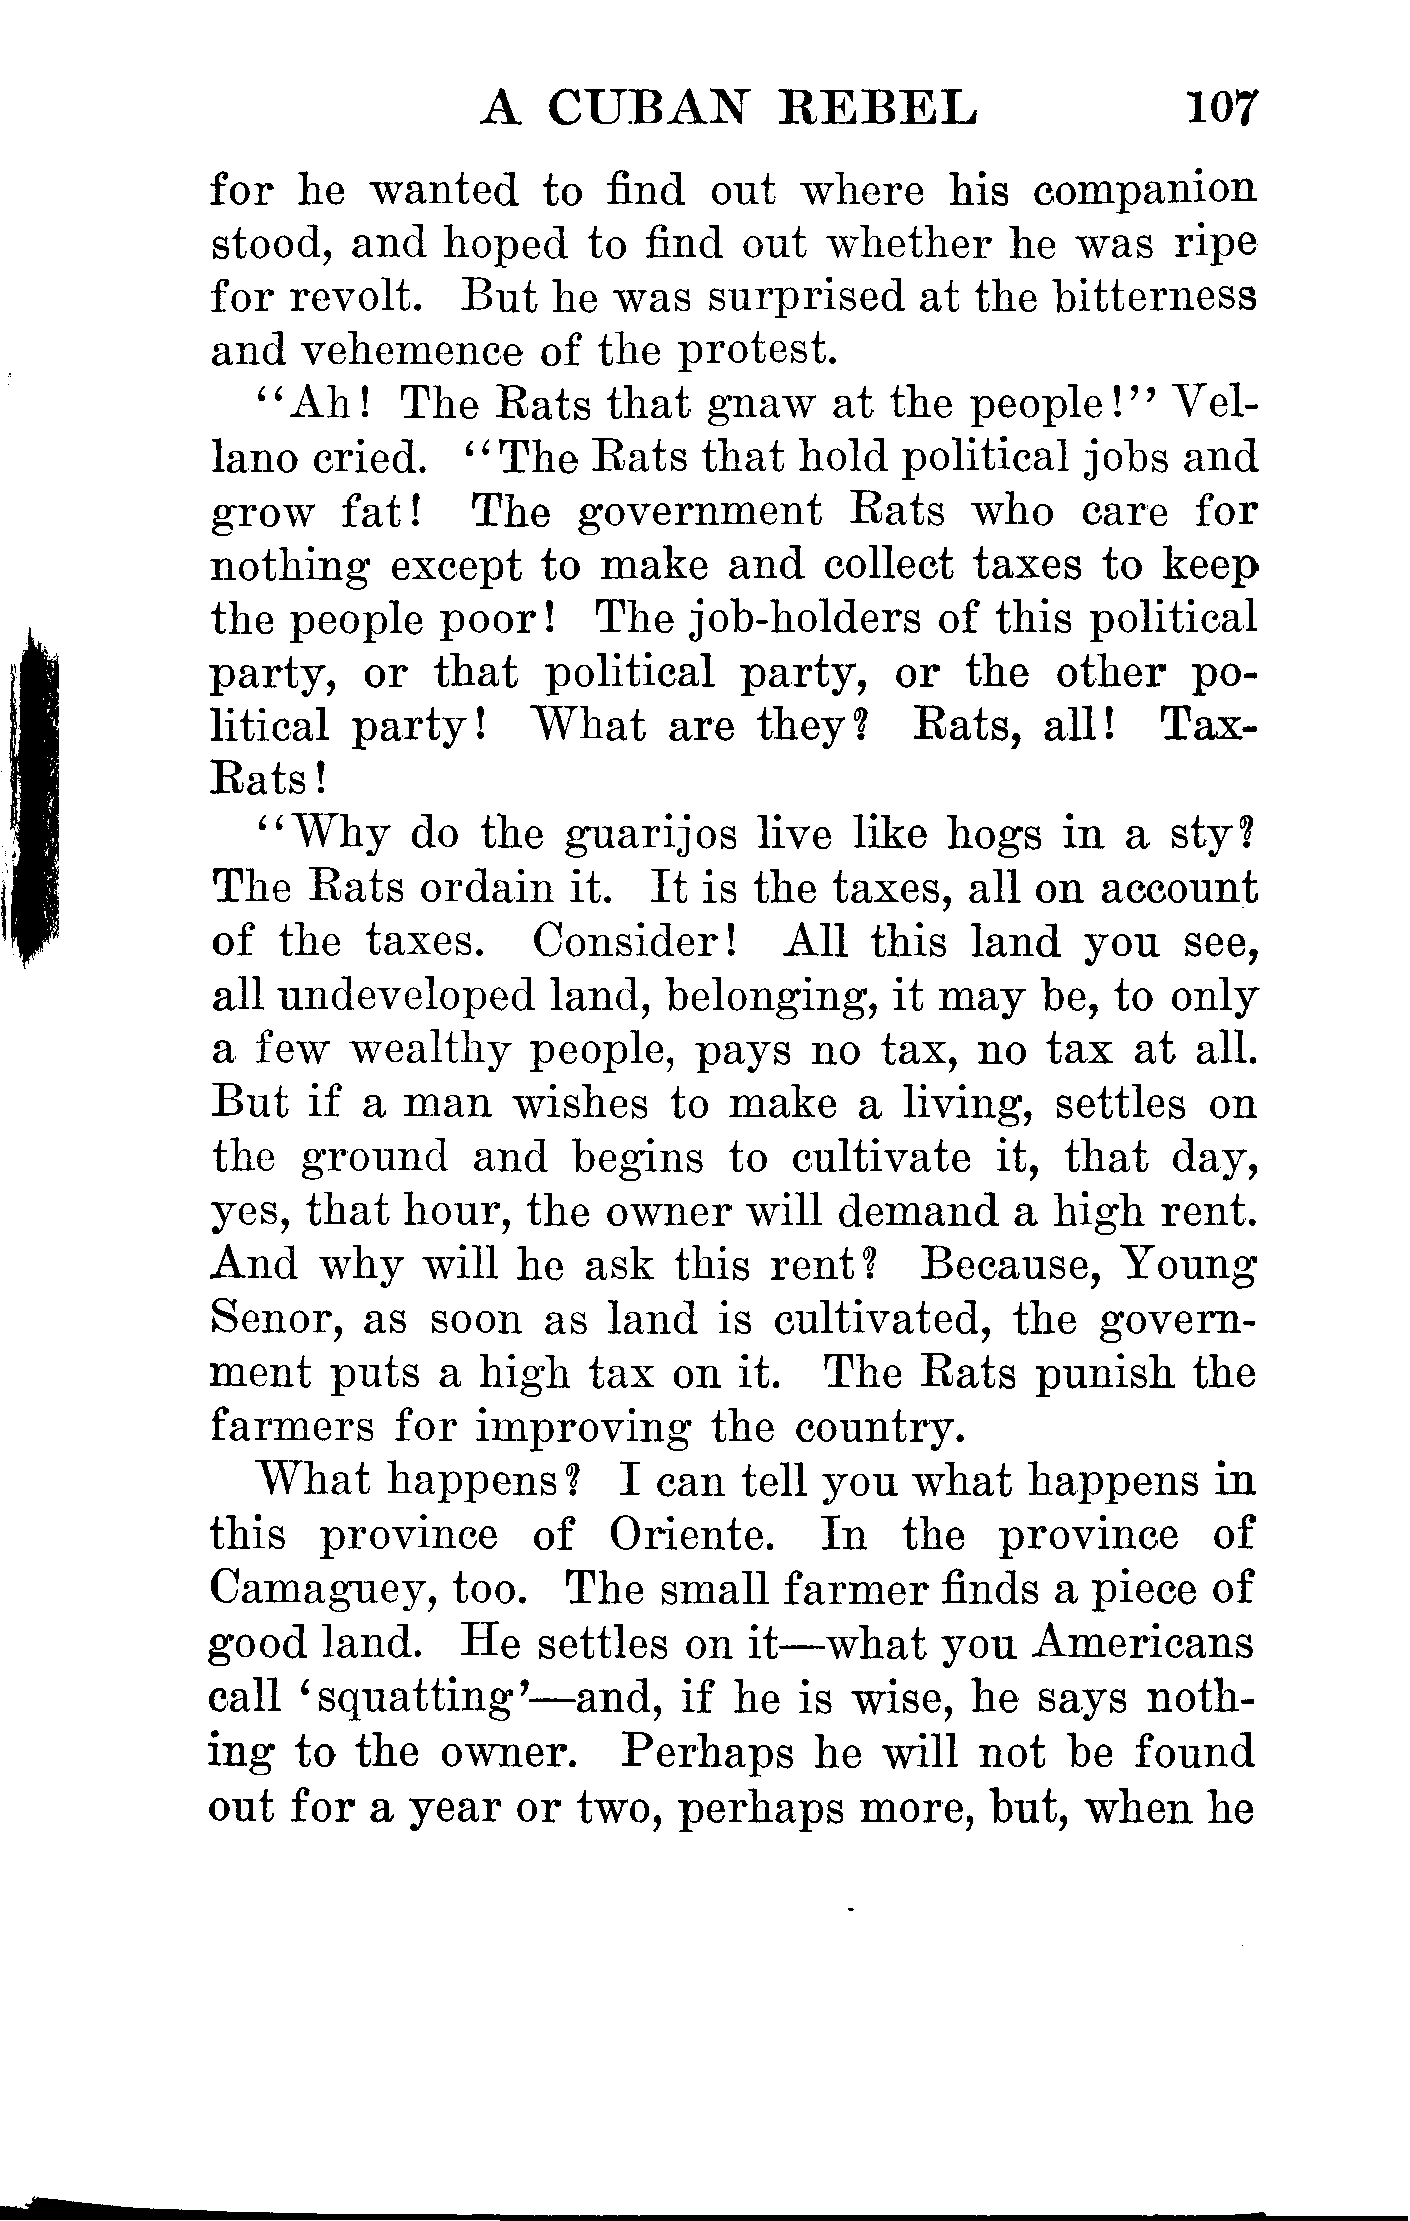 A CUBAN REBEL 107
for he wanted to find out where his companion
stood, and hoped to find out whether he was ripe
for revolt. But he was surprised at the bitterness
and vehemence of the protest.
"Ah! The Rats that gnaw at the people!" Vel-
lano cried. "The Rats that hold political jobs and
grow fat! The government Rats who care for
nothing except to make and collect taxes to keep
the people poor! The job-holders of this political
party, or that political party, or the other po-
litical party! What are they? Rats, all! Tax-
Rats!
"Why do the guarijos live like hogs in a sty?
The Rats ordain it. It is the taxes, all on account
of the taxes. Consider! All this land you see,
all undeveloped land, belonging, it may be, to only
a few wealthy people, pays no tax, no tax at all.
But if a man wishes to make a living, settles on
the ground and begins to cultivate it, that day,
yes, that hour, the owner will demand a high rent.
And why will he ask this rent? Because, Young
Senor, as soon as land is cultivated, the govern-
ment puts a high tax on it. The Rats punish the
farmers for improving the country.
What happens? I can tell you what happens in
this province of Oriente. In the province of
Camaguey, too. The small farmer finds a piece of
good land. He settles on it—what you Americans
call 'squatting'—and, if he is wise, he says noth-
ing to the owner. Perhaps he will not be found
out for a year or two, perhaps more, but, when he